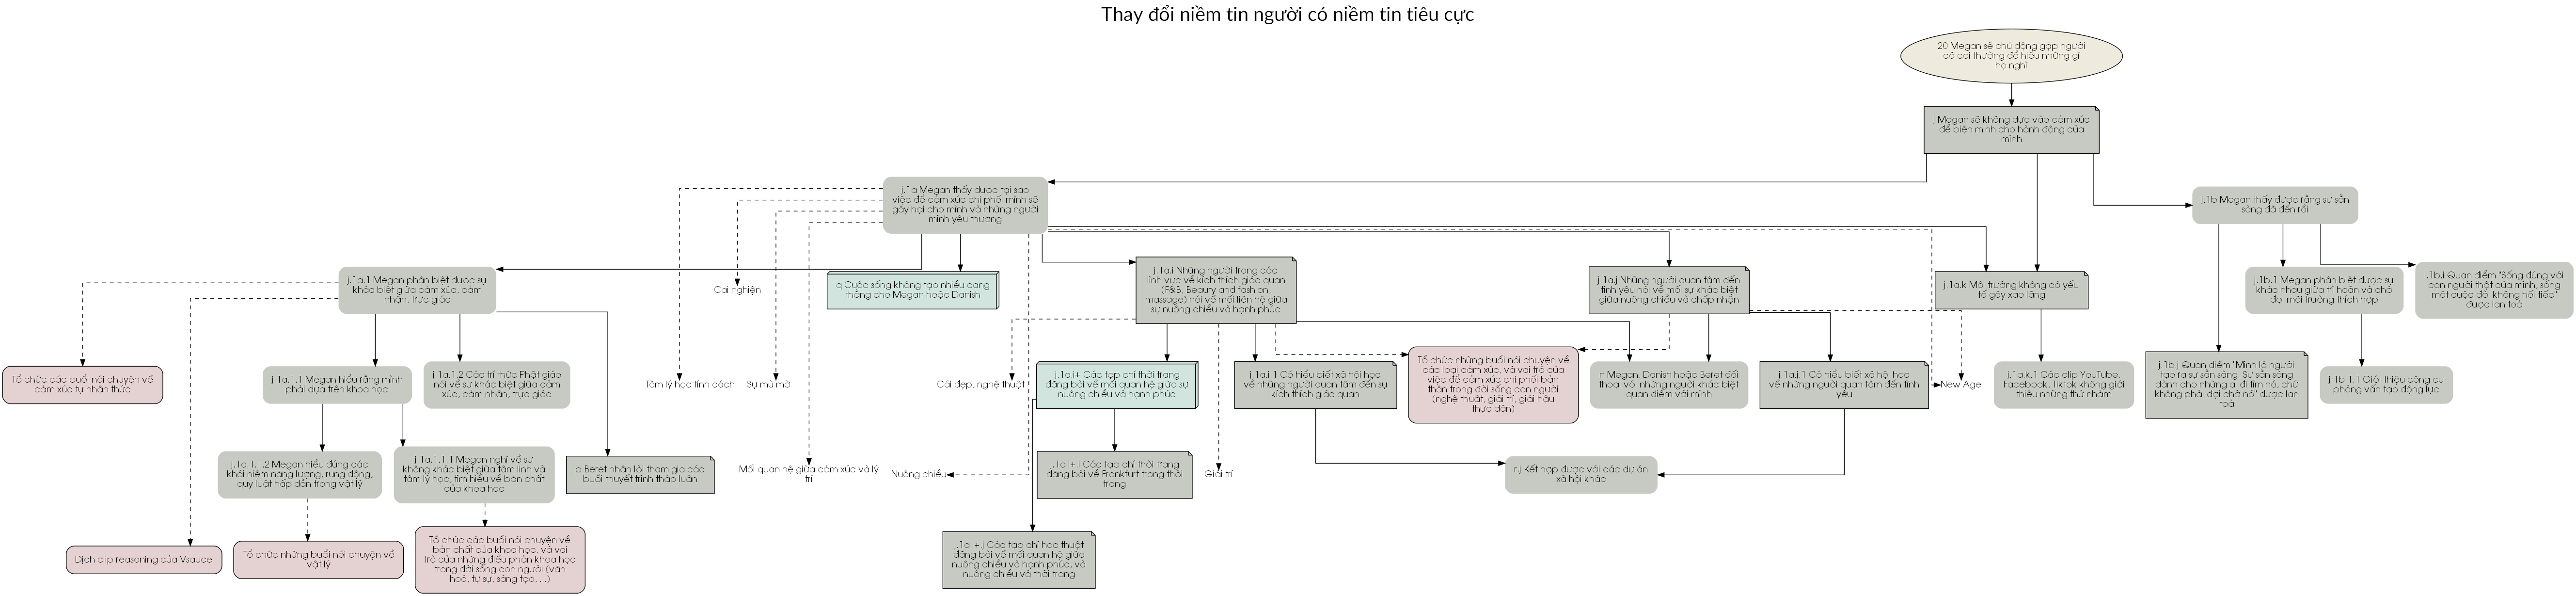 Thay đổi niềm tin người có niềm tin tiêu cực
20 Megan sẽ chủ động gặp người
cô coi thường để hiểu những gì
họ nghĩ
j Megan sẽ không dựa vào cảm xúc
để biện minh cho hành động của
mình
j.1a Megan thấy được tại sao
việc để cảm xúc chi phối mình sẽ
gây hại cho mình và những người
mình yêu thương
j.1b Megan thấy được rằng sự sẵn
sàng đã đến rồi
j.1a.1 Megan phân biệt được sự
khác biệt giữa cảm xúc, cảm
nhận, trực giác
Cai nghiện
q Cuộc sống không tạo nhiều căng
thẳng cho Megan hoặc Danish
j.1a.i Những người trong các
lĩnh vực về kích thích giác quan
(F&B, Beauty and fashion,
massage) nói về mối liên hệ giữa
sự nuông chiều và hạnh phúc
j.1a.j Những người quan tâm đến
tình yêu nói về mối sự khác biệt
giữa nuông chiều và chấp nhận
j.1a.k Môi trường không có yếu
tố gây xao lãng
j.1b.1 Megan phân biệt được sự
khác nhau giữa trì hoãn và chờ
đợi môi trường thích hợp
i.1b.i Quan điểm "Sống đúng với
con người thật của mình, sống
một cuộc đời không hối tiếc"
được lan toả
Tổ chức các buổi nói chuyện về
cảm xúc tự nhận thức
j.1a.1.1 Megan hiểu rằng mình
phải dựa trên khoa học
j.1a.1.2 Các trí thức Phật giáo
nói về sự khác biệt giữa cảm
xúc, cảm nhận, trực giác
Tâm lý học tính cách
Sự mù mờ
Cái đẹp, nghệ thuật
j.1a.i+ Các tạp chí thời trang
đăng bài về mối quan hệ giữa sự
nuông chiều và hạnh phúc
j.1a.i.1 Có hiểu biết xã hội học
về những người quan tâm đến sự
kích thích giác quan
Tổ chức những buổi nói chuyện về
các loại cảm xúc, và vai trò của
việc để cảm xúc chi phối bản
thân trong đời sống con người
(nghệ thuật, giải trí, giải hậu
thực dân)
n Megan, Danish hoặc Beret đối
thoại với những người khác biệt
quan điểm với mình
j.1a.j.1 Có hiểu biết xã hội học
về những người quan tâm đến tình
yêu
New Age
j.1a.k.1 Các clip YouTube,
Facebook, Tiktok không giới
thiệu những thứ nhảm
j.1b.j Quan điểm "Mình là người
tạo ra sự sẵn sàng. Sự sẵn sàng
dành cho những ai đi tìm nó, chứ
không phải đợi chờ nó" được lan
toả
j.1b.1.1 Giới thiệu công cụ
phỏng vấn tạo động lực
j.1a.1.1.2 Megan hiểu đúng các
khái niệm năng lượng, rung động,
quy luật hấp dẫn trong vật lý
j.1a.1.1.1 Megan nghĩ về sự
không khác biệt giữa tâm linh và
tâm lý học, tìm hiểu về bản chất
của khoa học
p Beret nhận lời tham gia các
buổi thuyết trình thảo luận
Mối quan hệ giữa cảm xúc và lý
trí
Nuông chiều
j.1a.i+.i Các tạp chí thời trang
đăng bài về Frankfurt trong thời
trang
Giải trí
r.j Kết hợp được với các dự án
xã hội khác
Dịch clip reasoning của Vsauce
Tổ chức những buổi nói chuyện về
vật lý
Tổ chức các buổi nói chuyện về
bản chất của khoa học, và vai
trò của những điều phản khoa học
trong đời sống con người (văn
hoá, tự sự, sáng tạo, ...)
j.1a.i+.j Các tạp chí học thuật
đăng bài về mối quan hệ giữa
nuông chiều và hạnh phúc, và
nuông chiều và thời trang